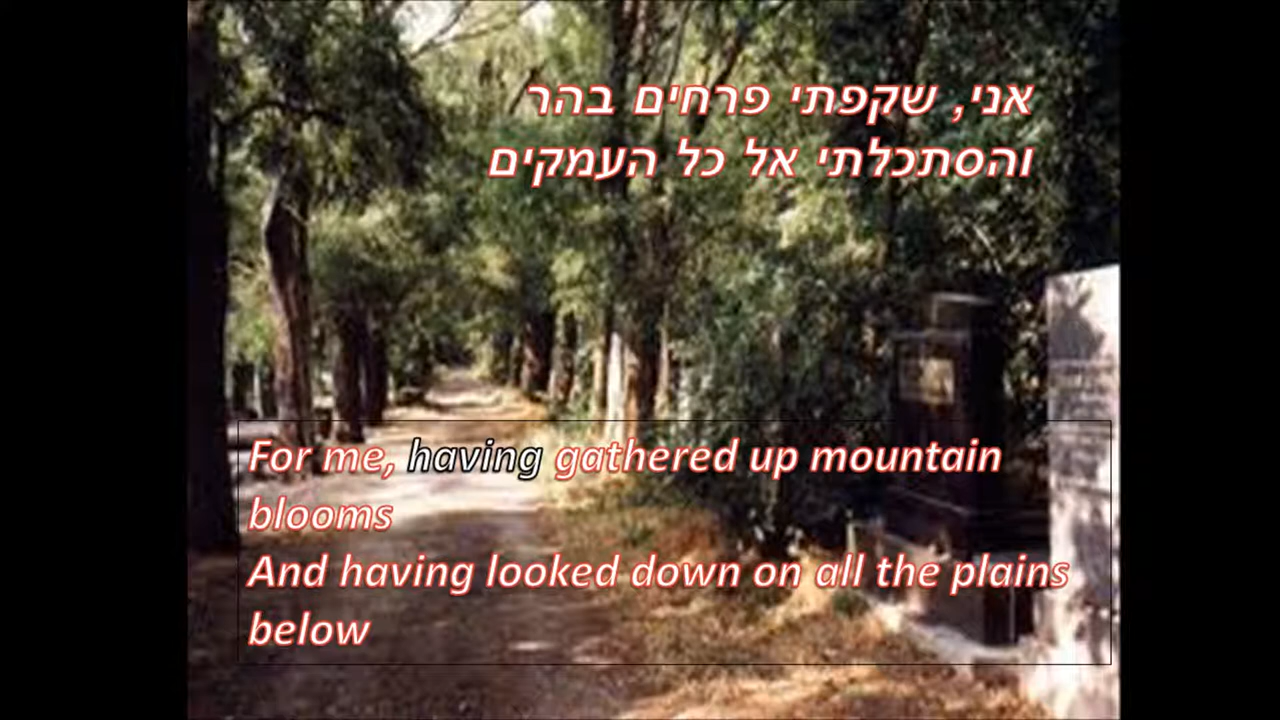 אני, שקפתי פרחים בהר
והסתכלתי אל כל העמקים
For me, having gathered up mountain
blooms
And having looked down on all the plains
below